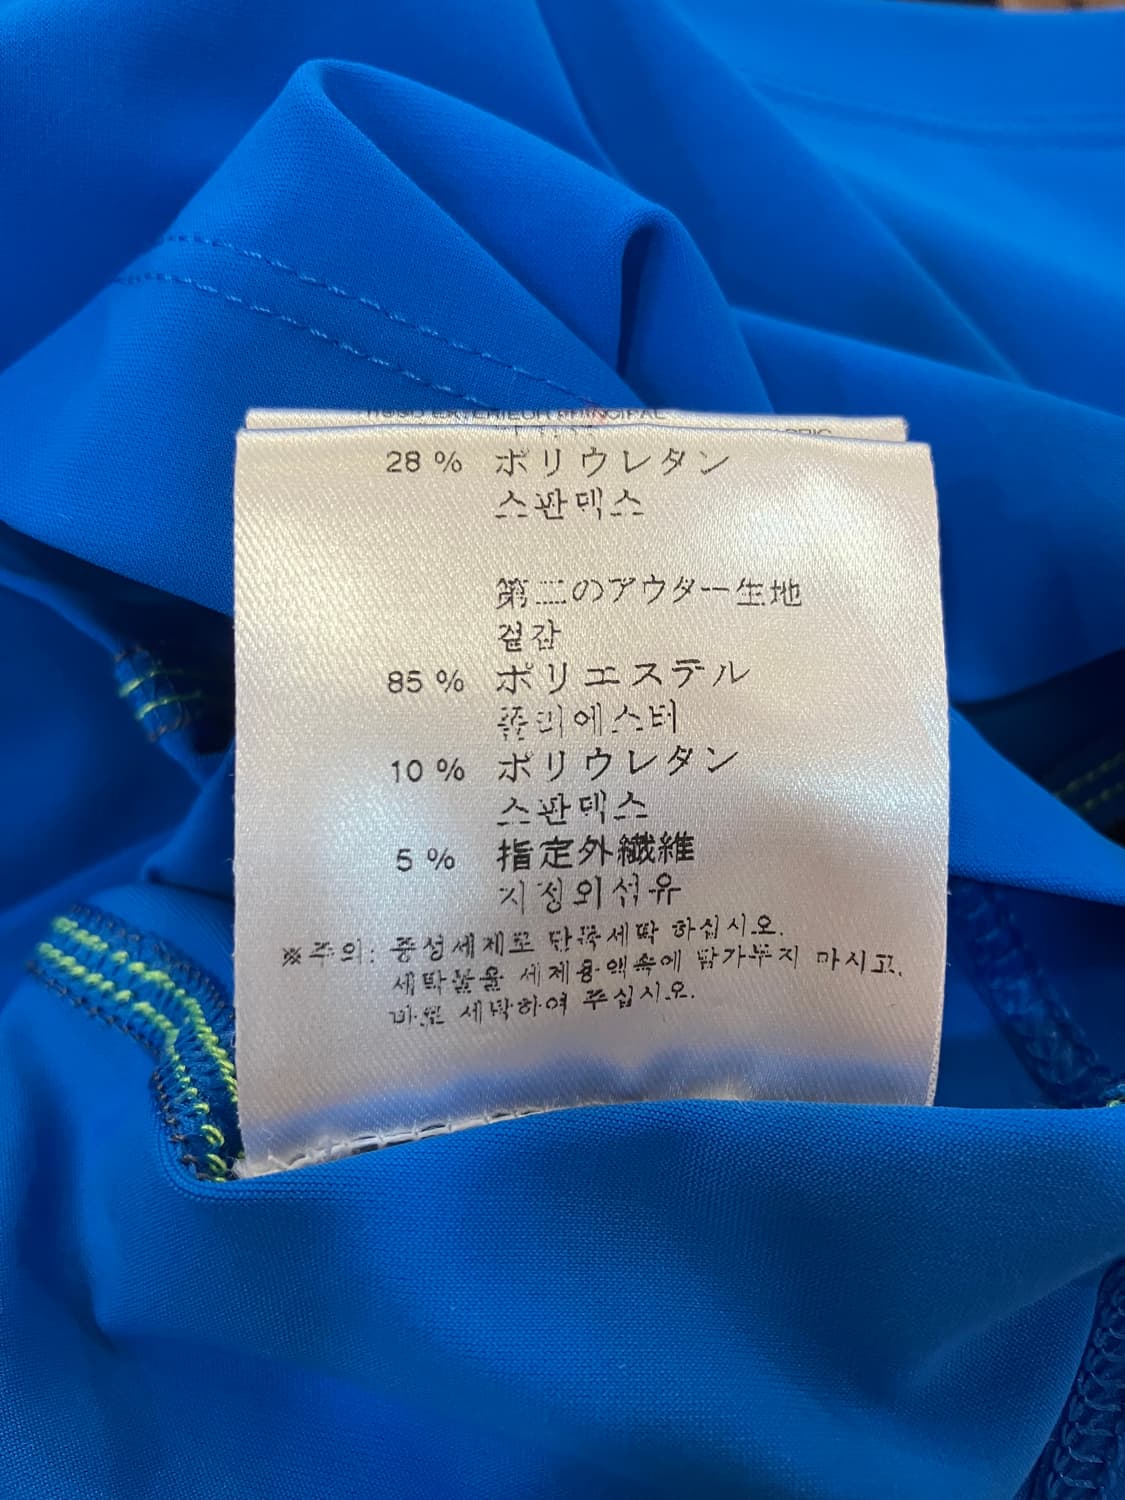 28 % ポリウレタン
스판덱스
第二のアウター生地
겉감
85 % ポリエステル
폴리에스터
10 % ポリウレタン
스판덱스
5 % 指定外繊維
지정외섬유
※주의: 중성세제로 단독세탁 하십시오.
세탁물을 세제용액속에 담가두지 마시고,
바로 세탁하여 주십시오.